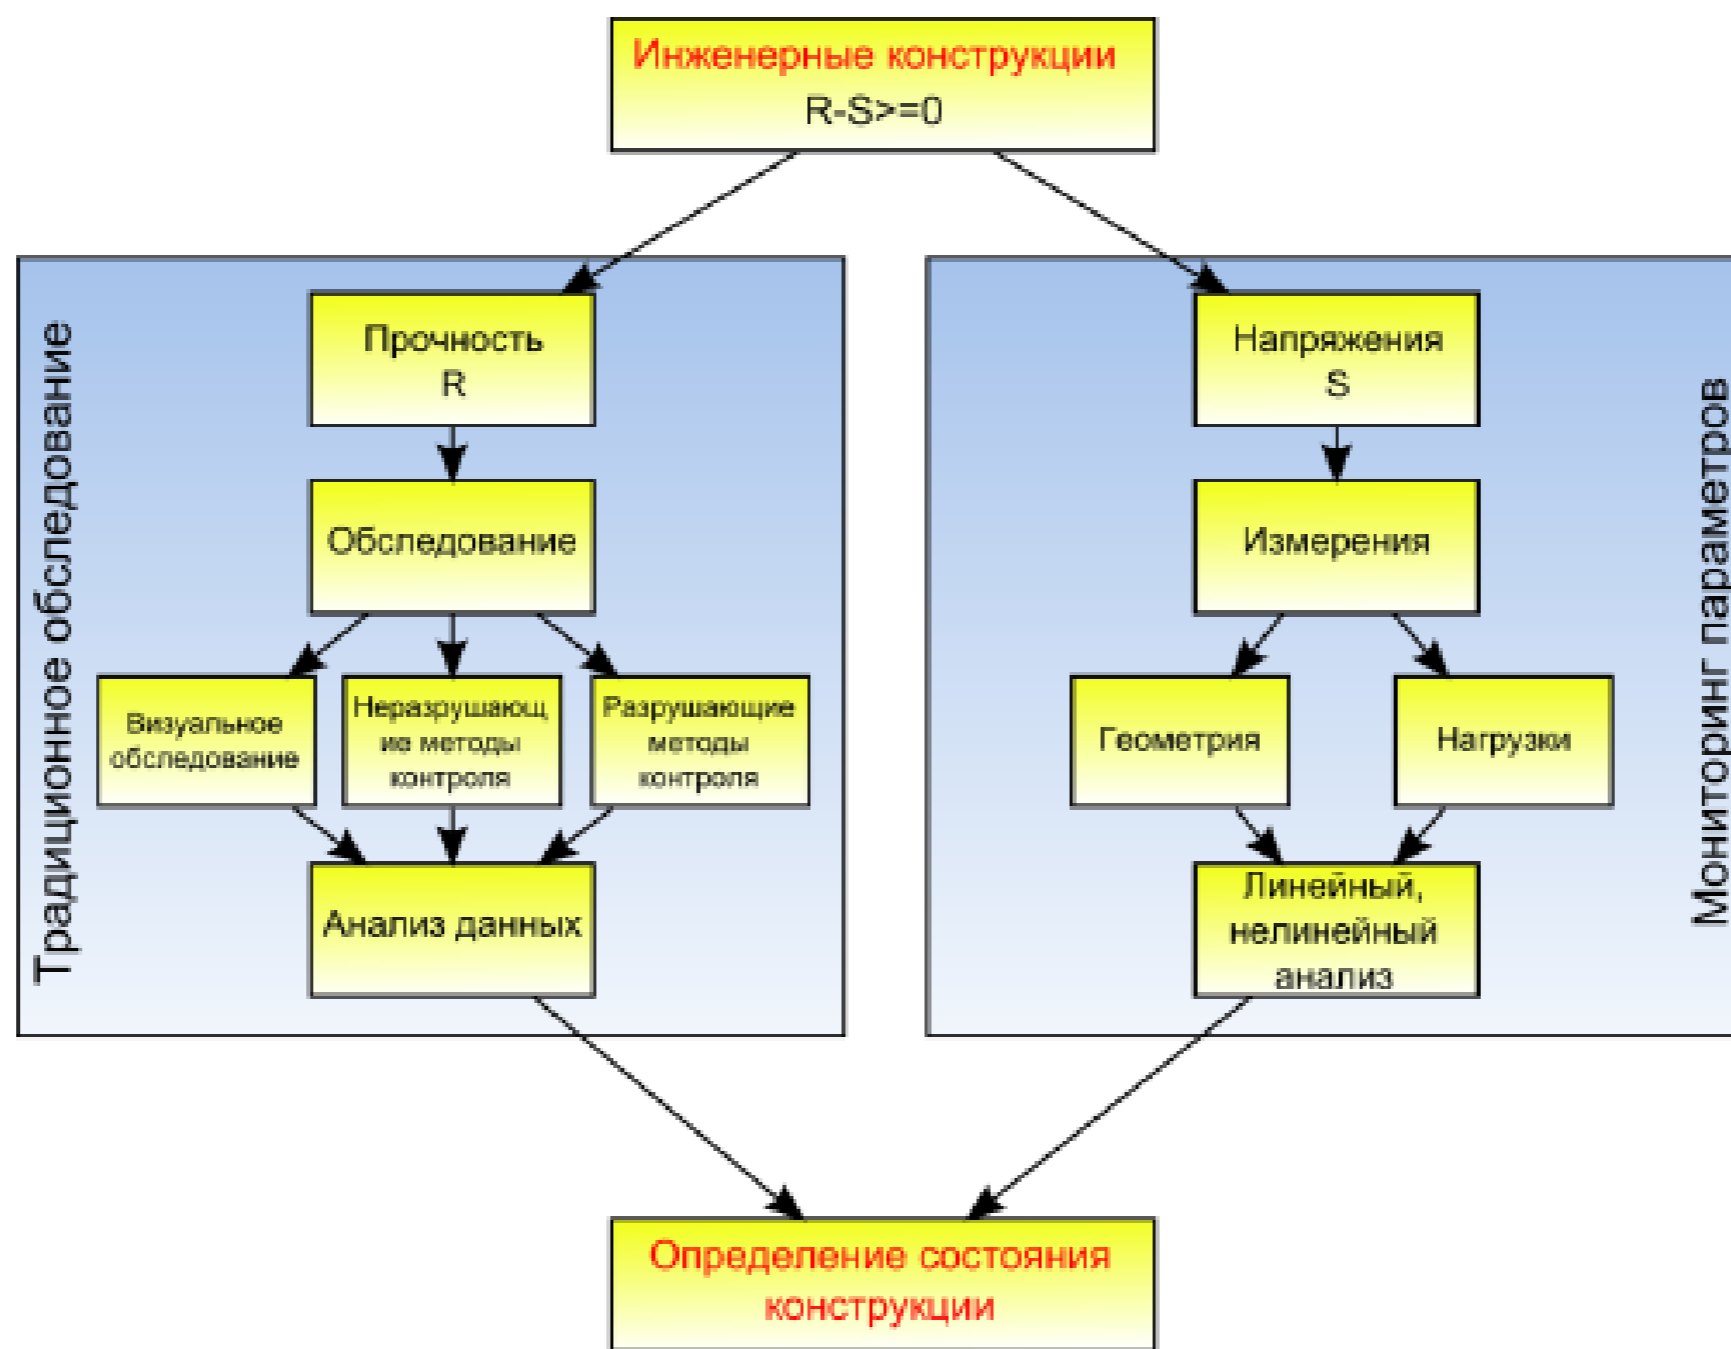 Инженерные конструкции
R-S>=0
Традиционное обследование
Прочность
R
Обследование
Визуальное
обследование
Неразрушающ
ие методы
контроля
Разрушающие
методы
контроля
Анализ данных
Напряжения
S
Измерения
Геометрия
Нагрузки
Линейный,
нелинейный
анализ
Мониторинг параметров
Определение состояния
конструкции